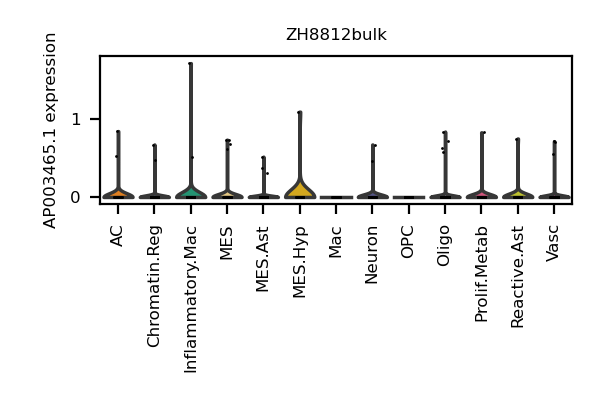 ZH8812bulk
AP003465.1 expression
1
0
AC
Chromatin.Reg
Inflammatory.Mac
MES
MES.Ast
MES.Hyp
Mac
Neuron
OPC
Oligo
Prolif.Metab
Reactive.Ast
Vasc